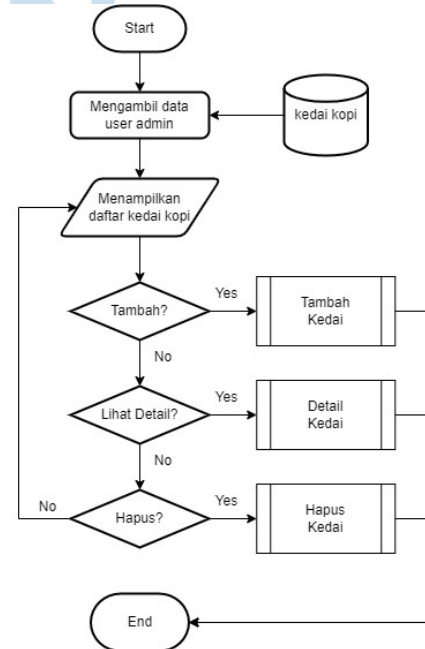 Start
Mengambil data
user admin
kedai kopi
Menampilkan
daftar kedai kopi
Tambah?
Yes
Tambah
Kedai
No
Lihat Detail?
Yes
Detail
Kedai
No
Hapus?
Yes
Hapus
Kedai
No
End